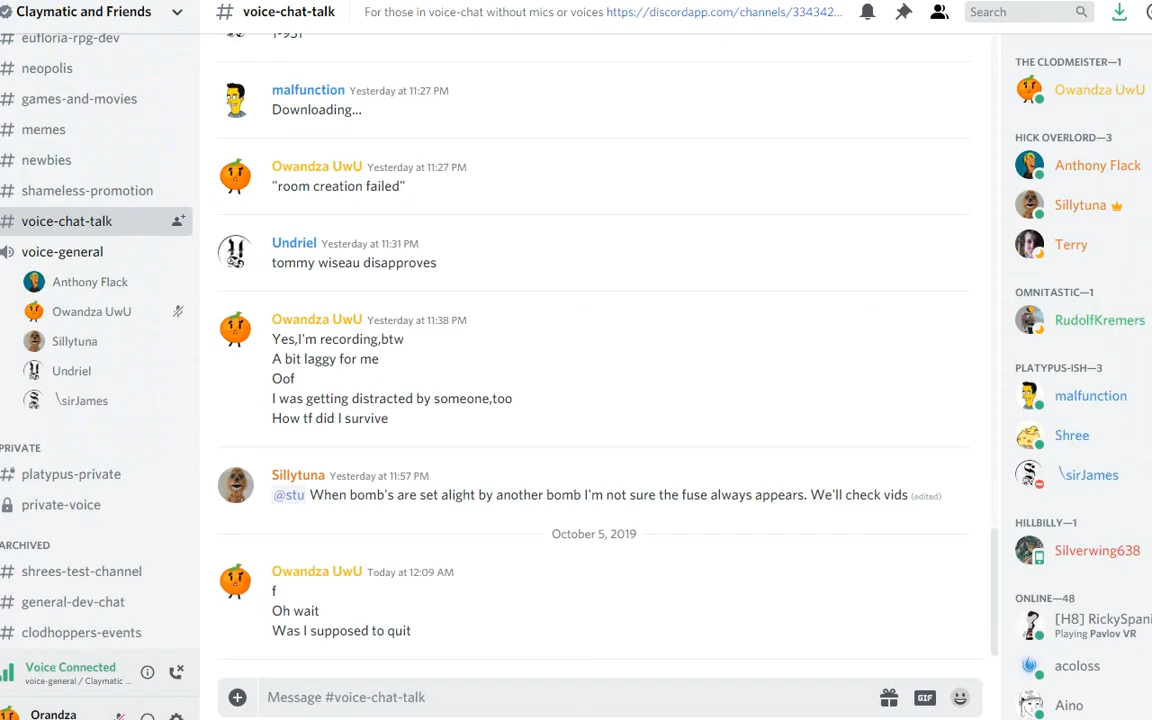 Claymatic and Friends
# voice-chat-talk
For those in voice-chat without mics or voices https://discordapp.com/channels/334342...
Search
# eufloria-rpg-dev
# neopolis
# games-and-movies
# memes
# newbies
# shameless-promotion
# voice-chat-talk
voice-general
Anthony Flack
Owandza UwU
Sillytuna
Undriel
\sirJames
PRIVATE
# platypus-private
private-voice
ARCHIVED
# shrees-test-channel
# general-dev-chat
# clodhoppers-events
Voice Connected
voice-general / Claymatic ...
Orandza
malfunction Yesterday at 11:27 PM
Downloading...
Owandza UwU Yesterday at 11:27 PM
"room creation failed"
Undriel Yesterday at 11:31 PM
tommy wiseau disapproves
Owandza UwU Yesterday at 11:38 PM
Yes,I'm recording,btw
A bit laggy for me
Oof
I was getting distracted by someone,too
How tf did I survive
Sillytuna Yesterday at 11:57 PM
@stu When bomb's are set alight by another bomb I'm not sure the fuse always appears. We'll check vids (edited)
October 5, 2019
Owandza UwU Today at 12:09 AM
f
Oh wait
Was I supposed to quit
Message #voice-chat-talk
GIF
THE CLODMEISTER—1
Owandza UwU
HICK OVERLORD—3
Anthony Flack
Sillytuna
Terry
OMNITASTIC—1
RudolfKremers
PLATYPUS-ISH—3
malfunction
Shree
\sirJames
HILLBILLY—1
Silverwing638
ONLINE—48
[H8] RickySpani
Playing Pavlov VR
acoloss
Aino